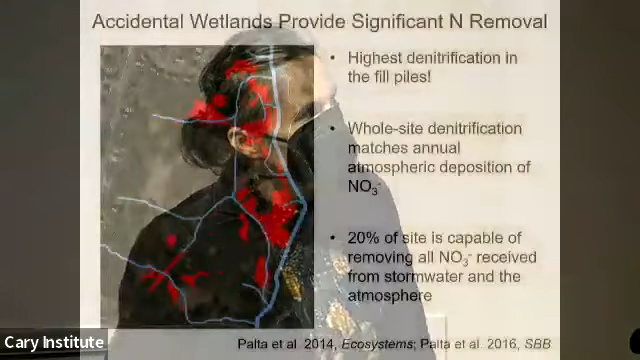 Accidental Wetlands Provide Significant N Removal
• Highest denitrification in
the fill piles!
• Whole-site denitrification
matches annual
atmospheric deposition of
NO₃⁻
• 20% of site is capable of
removing all NO₃⁻ received
from stormwater and the
atmosphere
Palta et al. 2014, Ecosystems; Palta et al. 2016, SBB
Cary Institute